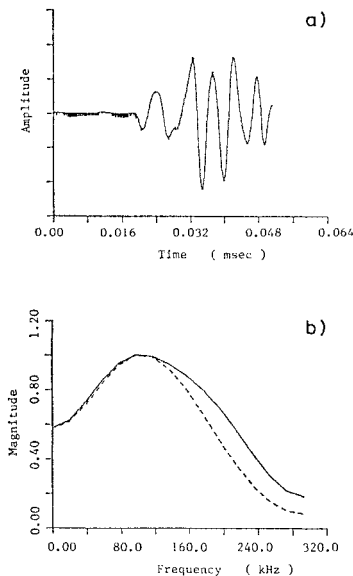 a)
Amplitude
0.00 0.016 0.032 0.048 0.064
Time ( msec )
b)
Magnitude
1.20
0.80
0.40
0.00
0.00 80.0 160.0 240.0 320.0
Frequency ( kHz )